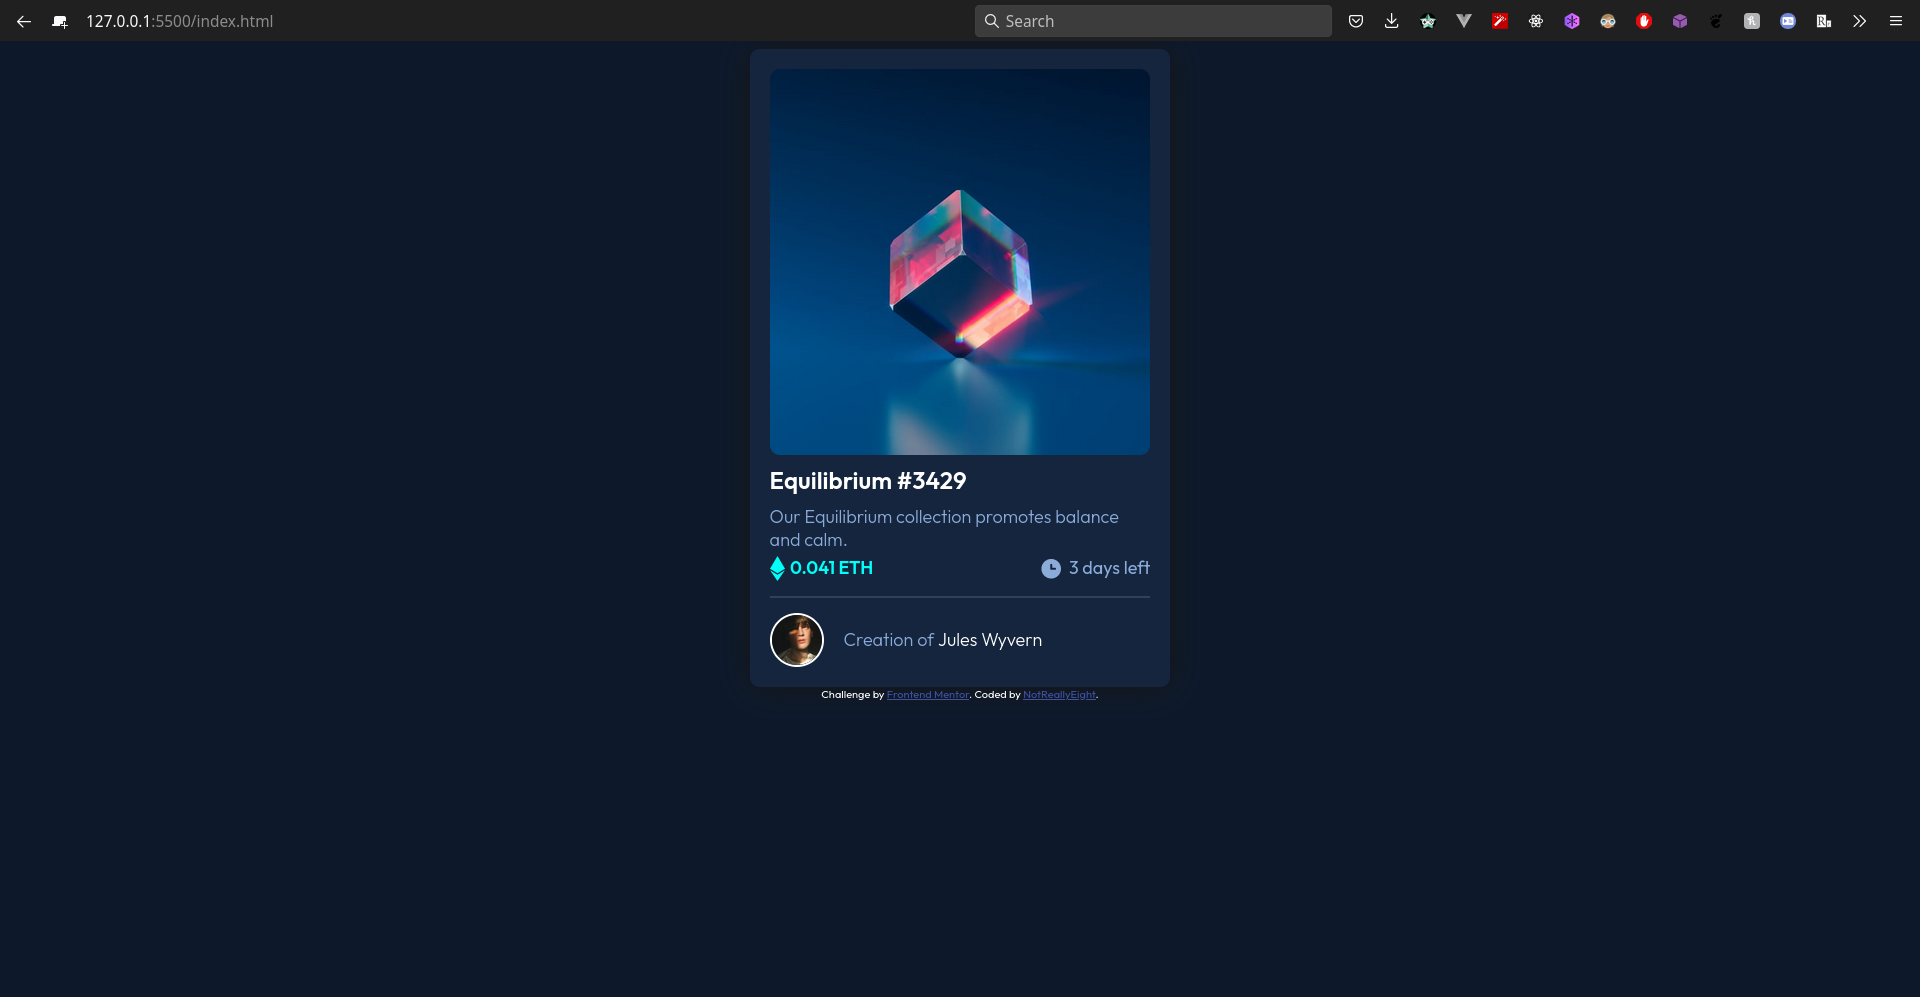 127.0.0.1:5500/index.html
Search
Equilibrium #3429
Our Equilibrium collection promotes balance
and calm.
0.041 ETH
3 days left
Creation of Jules Wyvern
Challenge by Frontend Mentor. Coded by NotReallyEight.